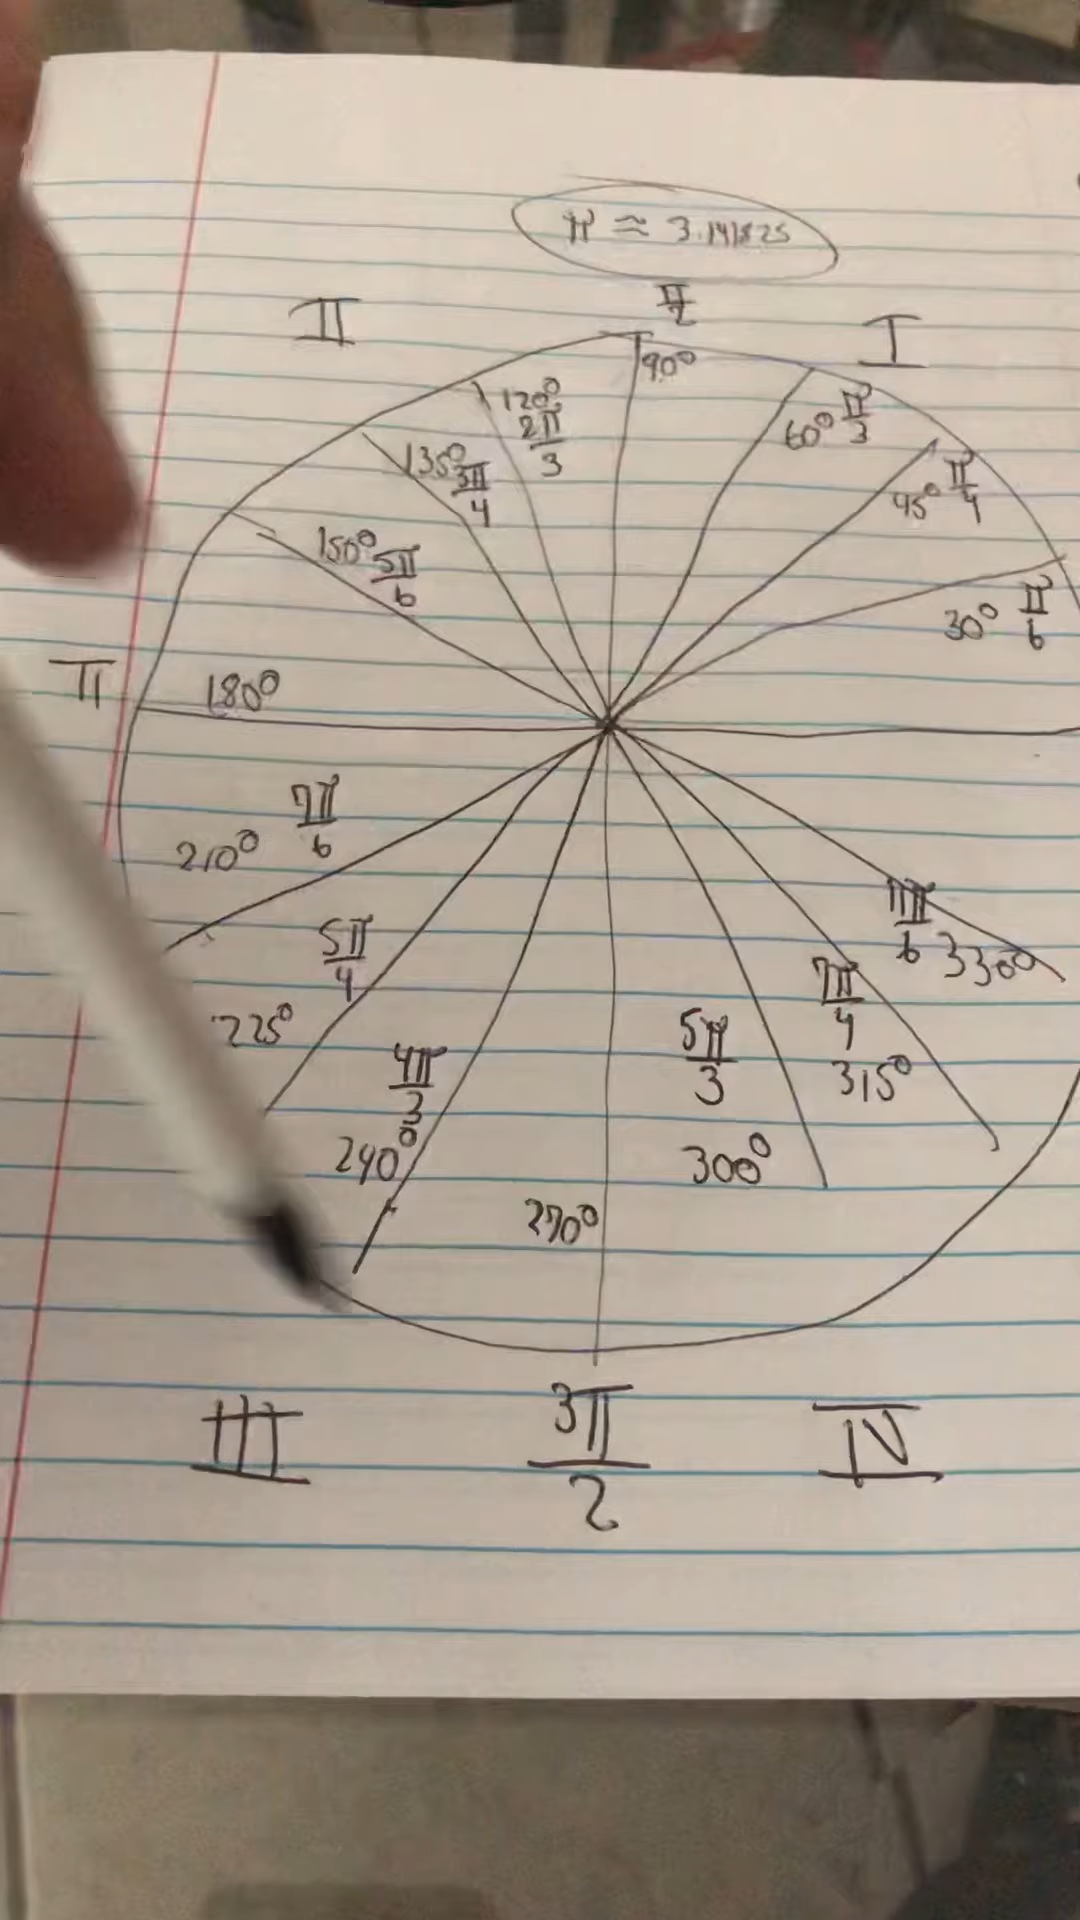 π ≈ 3.141825
π/2
II
I
90°
120°
2π/3
60° π/3
135° 3π/4
45° π/4
150° 5π/6
30° π/6
π
180°
7π/6
210°
11π/6
330°
5π/4
225°
7π/4
315°
5π/3
300°
4π/3
240°
270°
III
3π/2
IV